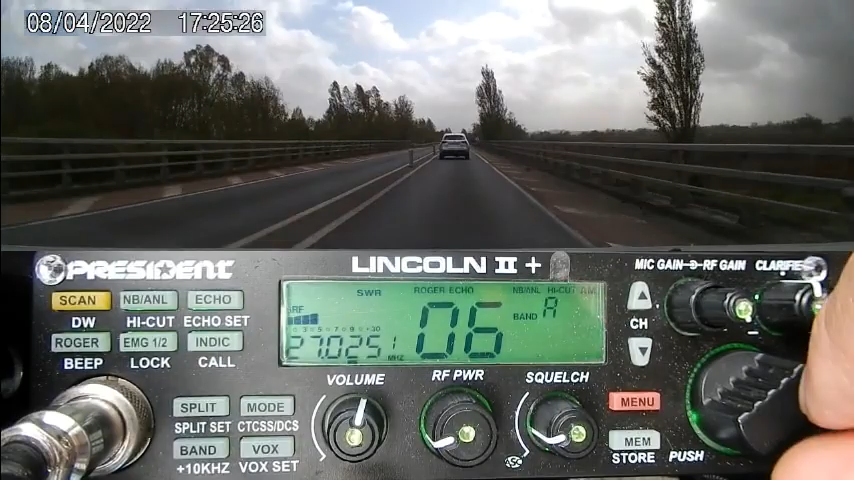 08/04/2022 17:25:26
PRESIDENT LINCOLN II + MIC GAIN RF GAIN CLARIFIER
SCAN NB/ANL ECHO
DW HI-CUT ECHO SET
ROGER EMG 1/2 INDIC
BEEP LOCK CALL
SWR ROGER ECHO NB/ANL HI-CUT AM
RF 06 BAND A
27.025 MHZ
CH
VOLUME RF PWR SQUELCH
SPLIT MODE
SPLIT SET CTCSS/DCS
BAND VOX
+10KHZ VOX SET
ASC
MENU
MEM
STORE PUSH